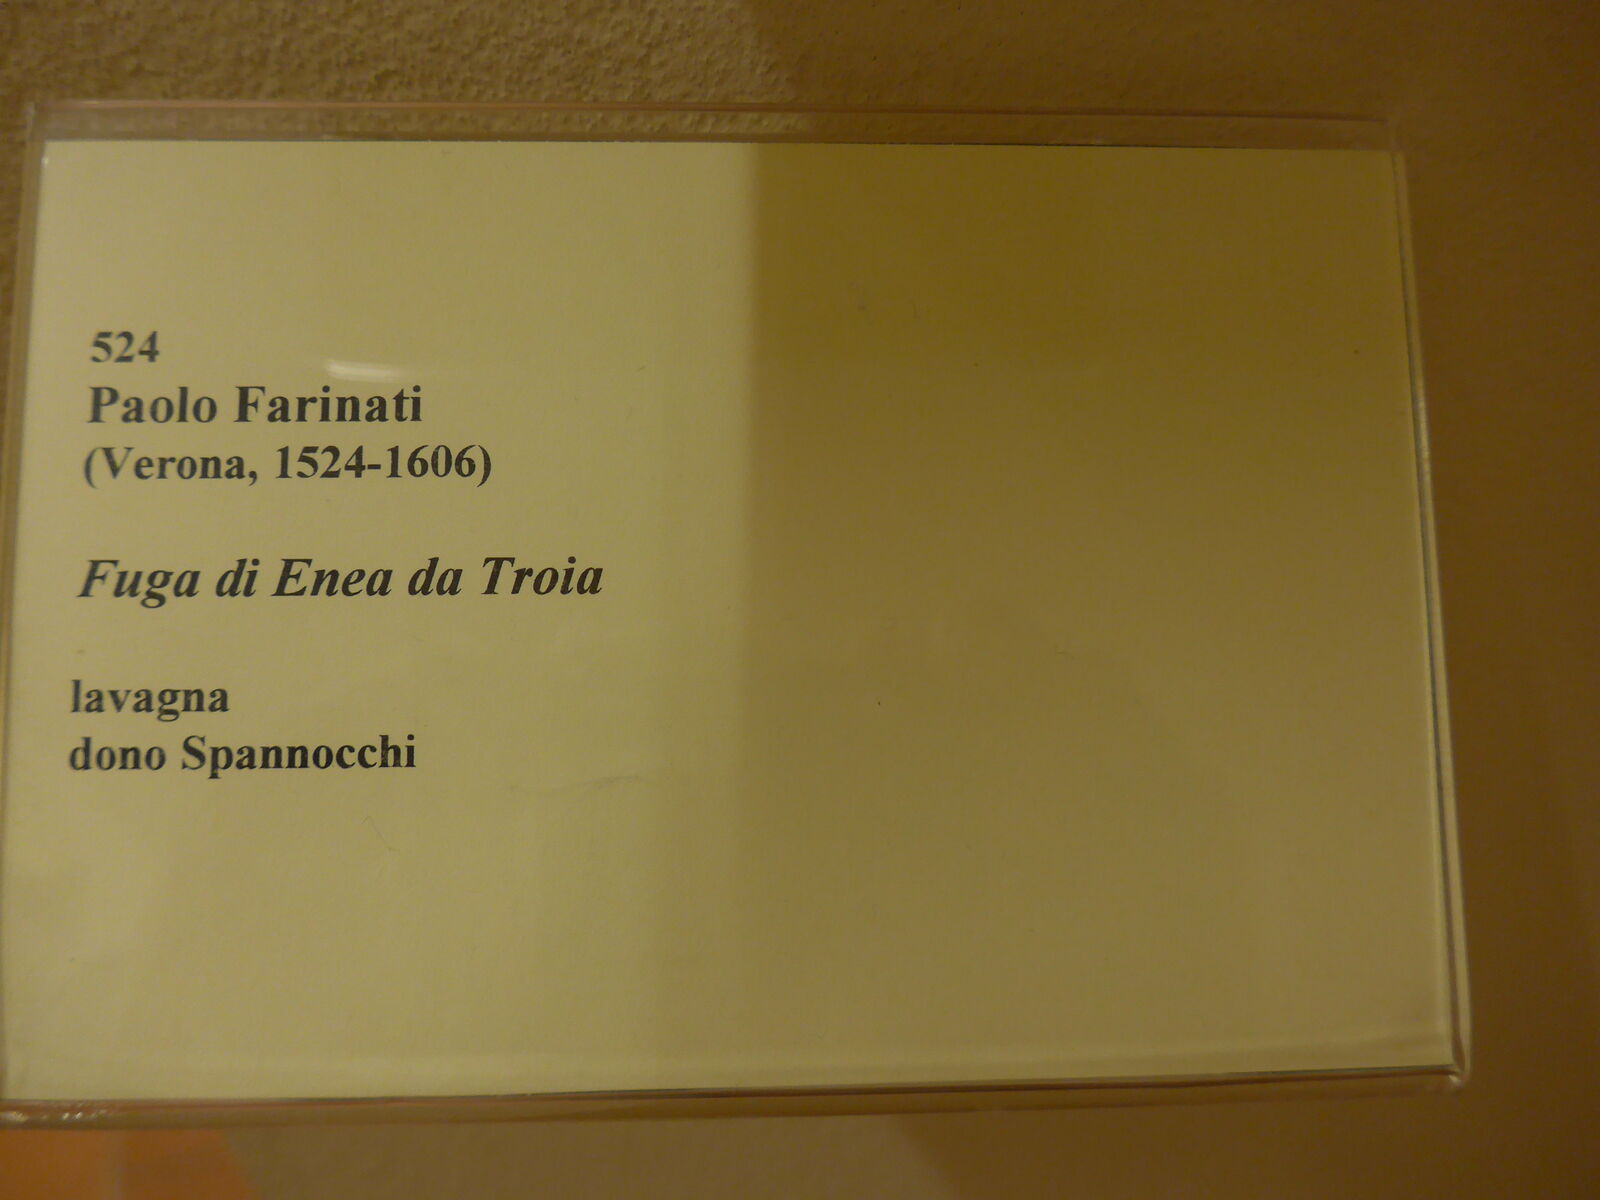 524
Paolo Farinati
(Verona, 1524-1606)
Fuga di Enea da Troia
lavagna
dono Spannocchi